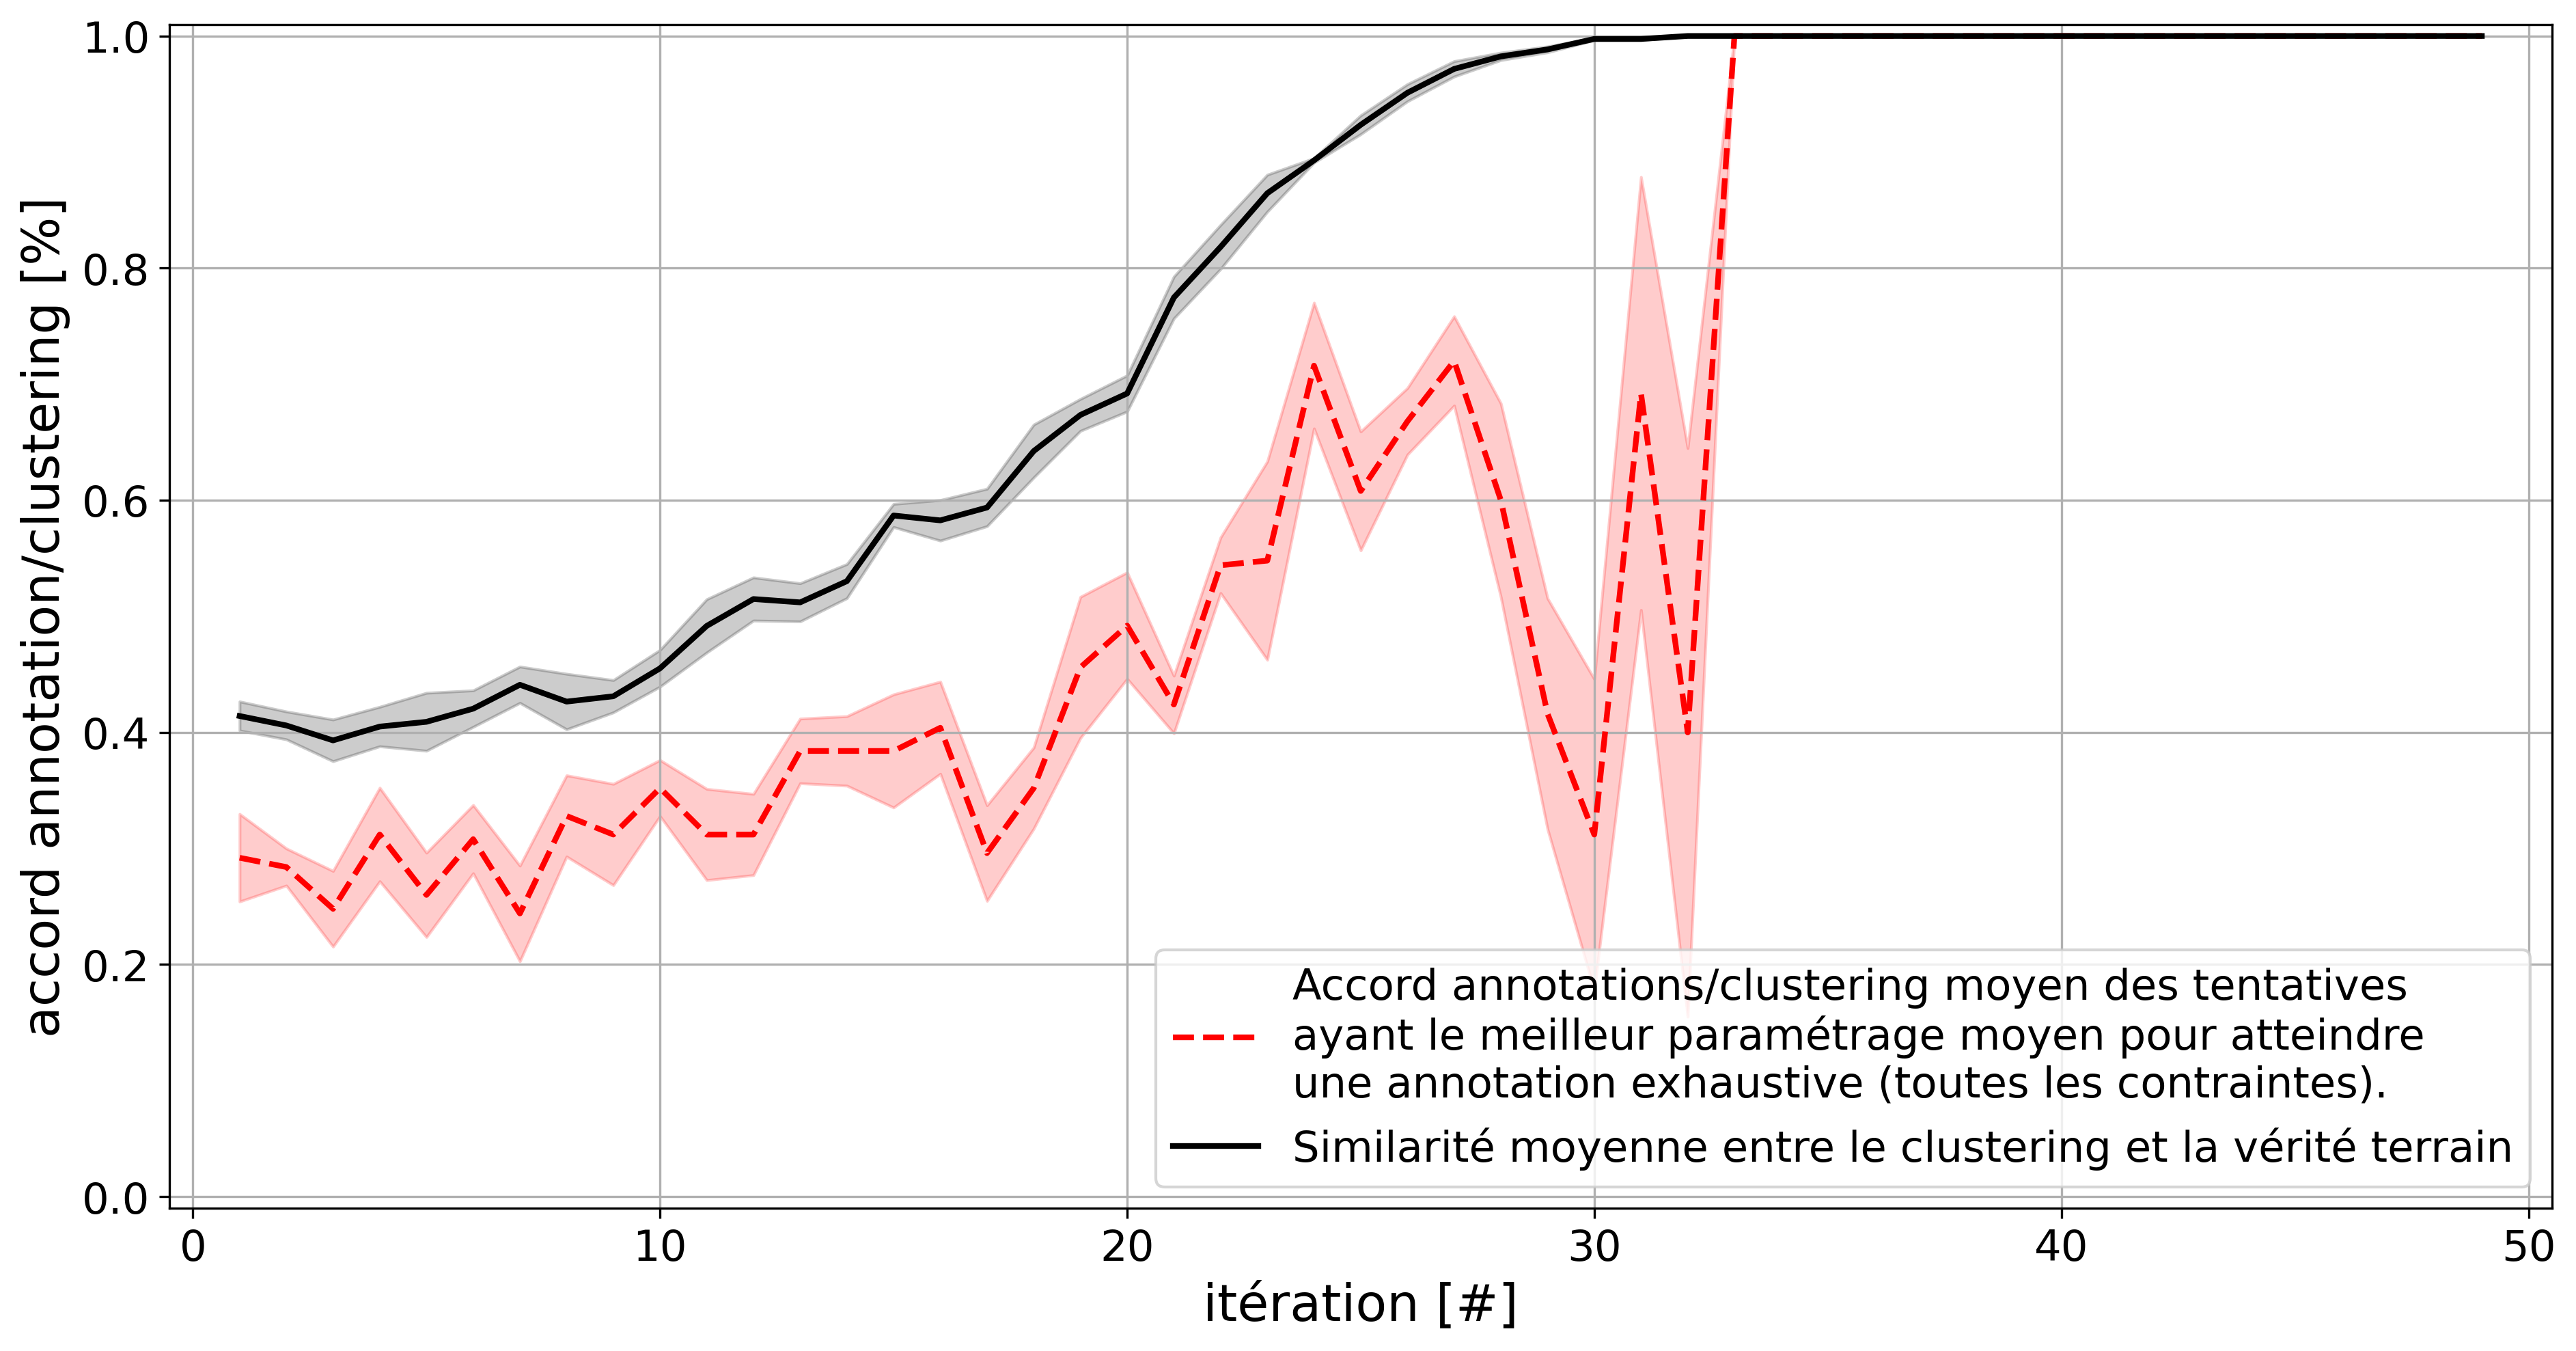 accord annotation/clustering [%]
1.0
0.8
0.6
0.4
0.2
0.0
0
10
20
30
40
50
itération [#]
Accord annotations/clustering moyen des tentatives
ayant le meilleur paramétrage moyen pour atteindre
une annotation exhaustive (toutes les contraintes).
Similarité moyenne entre le clustering et la vérité terrain